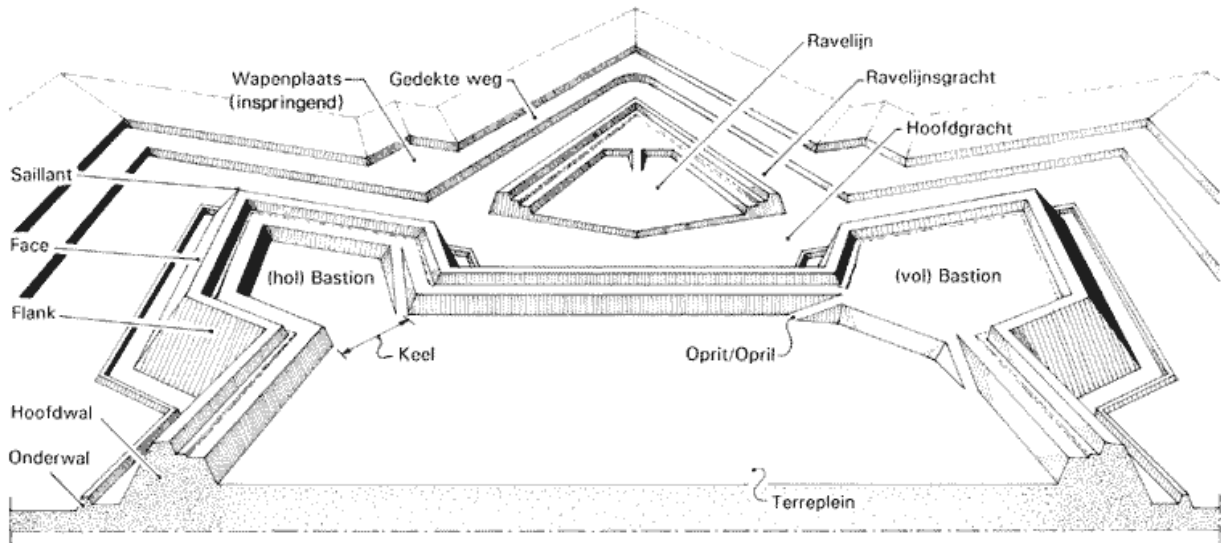 Ravelijn
Wapenplaats
(inspringend)
Gedekte weg
Ravelijnsgracht
Hoofdgracht
Saillant
Face
(hol) Bastion
(vol) Bastion
Flank
Keel
Oprit/Opril
Hoofdwal
Onderwal
Terreplein